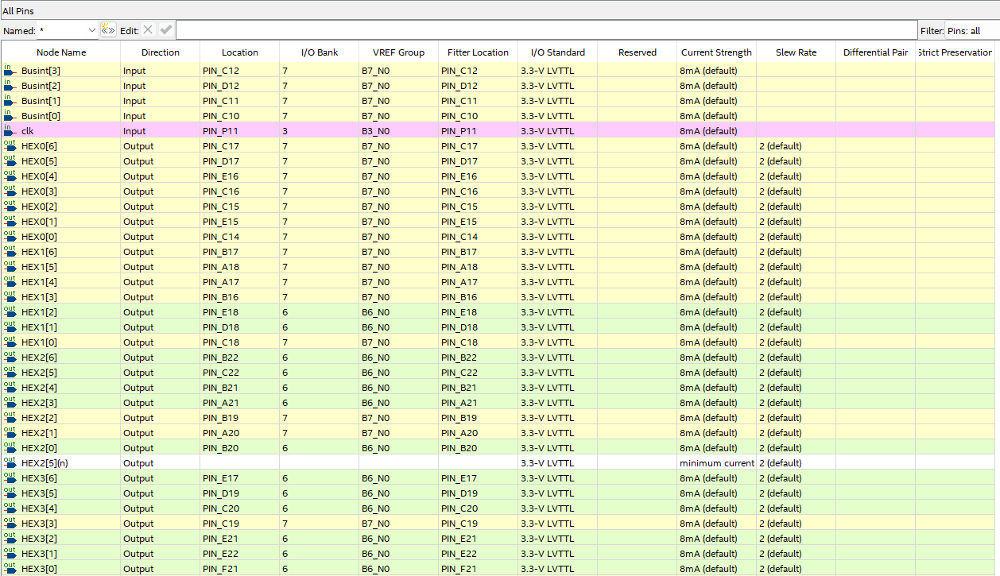 All Pins
Named: * Edit: Filter: Pins: all
Node Name Direction Location I/O Bank VREF Group Fitter Location I/O Standard Reserved Current Strength Slew Rate Differential Pair Strict Preservation
in Busint[3] Input PIN_C12 7 B7_N0 PIN_C12 3.3-V LVTTL 8mA (default)
in Busint[2] Input PIN_D12 7 B7_N0 PIN_D12 3.3-V LVTTL 8mA (default)
in Busint[1] Input PIN_C11 7 B7_N0 PIN_C11 3.3-V LVTTL 8mA (default)
in Busint[0] Input PIN_C10 7 B7_N0 PIN_C10 3.3-V LVTTL 8mA (default)
in clk Input PIN_P11 3 B3_N0 PIN_P11 3.3-V LVTTL 8mA (default)
out HEX0[6] Output PIN_C17 7 B7_N0 PIN_C17 3.3-V LVTTL 8mA (default) 2 (default)
out HEX0[5] Output PIN_D17 7 B7_N0 PIN_D17 3.3-V LVTTL 8mA (default) 2 (default)
out HEX0[4] Output PIN_E16 7 B7_N0 PIN_E16 3.3-V LVTTL 8mA (default) 2 (default)
out HEX0[3] Output PIN_C16 7 B7_N0 PIN_C16 3.3-V LVTTL 8mA (default) 2 (default)
out HEX0[2] Output PIN_C15 7 B7_N0 PIN_C15 3.3-V LVTTL 8mA (default) 2 (default)
out HEX0[1] Output PIN_E15 7 B7_N0 PIN_E15 3.3-V LVTTL 8mA (default) 2 (default)
out HEX0[0] Output PIN_C14 7 B7_N0 PIN_C14 3.3-V LVTTL 8mA (default) 2 (default)
out HEX1[6] Output PIN_B17 7 B7_N0 PIN_B17 3.3-V LVTTL 8mA (default) 2 (default)
out HEX1[5] Output PIN_A18 7 B7_N0 PIN_A18 3.3-V LVTTL 8mA (default) 2 (default)
out HEX1[4] Output PIN_A17 7 B7_N0 PIN_A17 3.3-V LVTTL 8mA (default) 2 (default)
out HEX1[3] Output PIN_B16 7 B7_N0 PIN_B16 3.3-V LVTTL 8mA (default) 2 (default)
out HEX1[2] Output PIN_E18 6 B6_N0 PIN_E18 3.3-V LVTTL 8mA (default) 2 (default)
out HEX1[1] Output PIN_D18 6 B6_N0 PIN_D18 3.3-V LVTTL 8mA (default) 2 (default)
out HEX1[0] Output PIN_C18 7 B7_N0 PIN_C18 3.3-V LVTTL 8mA (default) 2 (default)
out HEX2[6] Output PIN_B22 6 B6_N0 PIN_B22 3.3-V LVTTL 8mA (default) 2 (default)
out HEX2[5] Output PIN_C22 6 B6_N0 PIN_C22 3.3-V LVTTL 8mA (default) 2 (default)
out HEX2[4] Output PIN_B21 6 B6_N0 PIN_B21 3.3-V LVTTL 8mA (default) 2 (default)
out HEX2[3] Output PIN_A21 6 B6_N0 PIN_A21 3.3-V LVTTL 8mA (default) 2 (default)
out HEX2[2] Output PIN_B19 7 B7_N0 PIN_B19 3.3-V LVTTL 8mA (default) 2 (default)
out HEX2[1] Output PIN_A20 7 B7_N0 PIN_A20 3.3-V LVTTL 8mA (default) 2 (default)
out HEX2[0] Output PIN_B20 6 B6_N0 PIN_B20 3.3-V LVTTL 8mA (default) 2 (default)
out HEX2[5](n) Output 3.3-V LVTTL minimum current 2 (default)
out HEX3[6] Output PIN_E17 6 B6_N0 PIN_E17 3.3-V LVTTL 8mA (default) 2 (default)
out HEX3[5] Output PIN_D19 6 B6_N0 PIN_D19 3.3-V LVTTL 8mA (default) 2 (default)
out HEX3[4] Output PIN_C20 6 B6_N0 PIN_C20 3.3-V LVTTL 8mA (default) 2 (default)
out HEX3[3] Output PIN_C19 7 B7_N0 PIN_C19 3.3-V LVTTL 8mA (default) 2 (default)
out HEX3[2] Output PIN_E21 6 B6_N0 PIN_E21 3.3-V LVTTL 8mA (default) 2 (default)
out HEX3[1] Output PIN_E22 6 B6_N0 PIN_E22 3.3-V LVTTL 8mA (default) 2 (default)
out HEX3[0] Output PIN_F21 6 B6_N0 PIN_F21 3.3-V LVTTL 8mA (default) 2 (default)